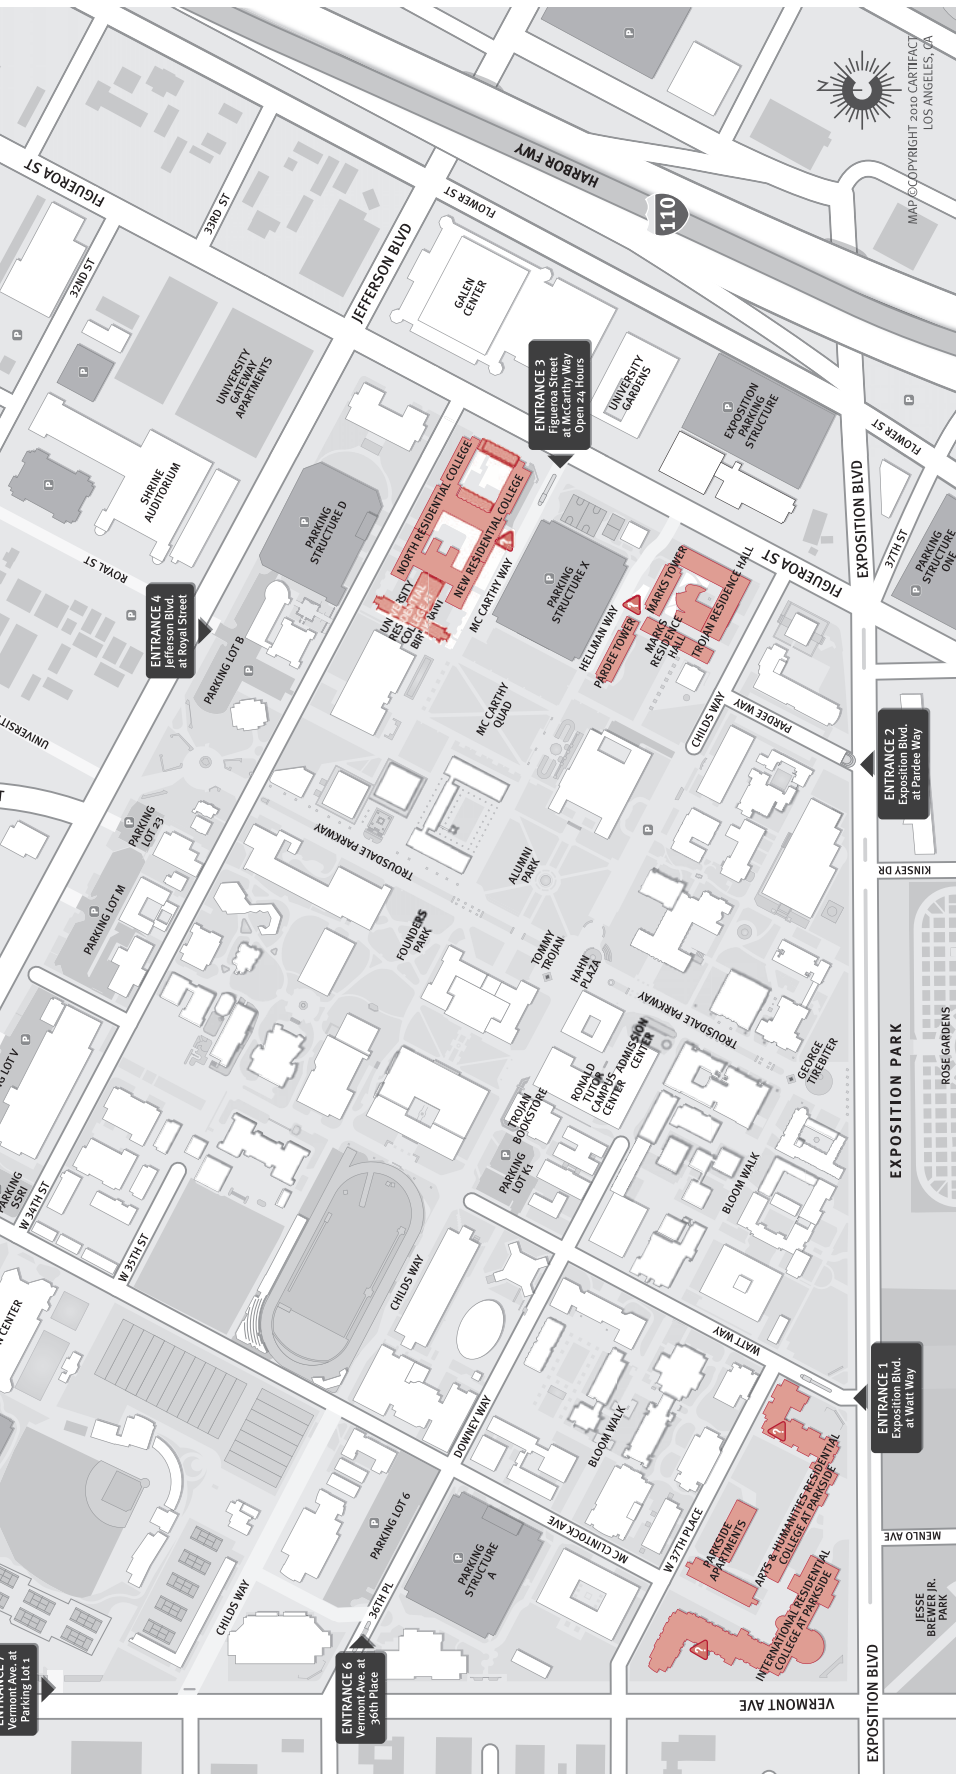 MAP © COPYRIGHT 2010 CARTIFACT
LOS ANGELES, CA
N
HARBOR FWY
110
FIGUEROA ST
32ND ST
33RD ST
JEFFERSON BLVD
FLOWER ST
GALEN
CENTER
UNIVERSITY
GATEWAY
APARTMENTS
SHRINE
AUDITORIUM
ROYAL ST
PARKING
STRUCTURE D
ENTRANCE 3
Figueroa Street
at McCarthy Way
Open 24 Hours
UNIVERSITY
GARDENS
EXPOSITION
PARKING
STRUCTURE
FLOWER ST
EXPOSITION BLVD
37TH ST
PARKING
STRUCTURE
ONE
FIGUEROA ST
NORTH RESIDENTIAL COLLEGE
NEW RESIDENTIAL COLLEGE
MC CARTHY WAY
PARKING
STRUCTURE X
HELLMAN WAY
PARDEE TOWER
MARKS TOWER
MARKS
RESIDENCE
HALL
TROJAN RESIDENCE HALL
ENTRANCE 4
Jefferson Blvd.
at Royal Street
PARKING LOT B
MC CARTHY
QUAD
CHILDS WAY
PARDEE WAY
ENTRANCE 2
Exposition Blvd.
at Pardee Way
KINSEY DR
PARKING
LOT 23
PARKING LOT M
TROUSDALE PARKWAY
ALUMNI
PARK
FOUNDERS
PARK
TOMMY
TROJAN
HAHN
PLAZA
TROUSDALE PARKWAY
ADMISSION
CENTER
RONALD
TUTOR
CAMPUS
CENTER
GEORGE
TIREBITER
TROJAN
BOOKSTORE
PARKING
LOT K1
EXPOSITION PARK
ROSE GARDENS
PARKING
SSRI
W 34TH ST
W 35TH ST
BLOOM WALK
CHILDS WAY
WATT WAY
ENTRANCE 1
Exposition Blvd.
at Watt Way
DOWNEY WAY
BLOOM WALK
MC CLINTOCK AVE
W 37TH PLACE
PARKSIDE
APARTMENTS
ARTS & HUMANITIES RESIDENTIAL
COLLEGE AT PARKSIDE
INTERNATIONAL RESIDENTIAL
COLLEGE AT PARKSIDE
MENLO AVE
JESSE
BREWER JR.
PARK
PARKING LOT 6
PARKING
STRUCTURE
A
36TH PL
CHILDS WAY
ENTRANCE 6
Vermont Ave. at
36th Place
Vermont Ave. at
Parking Lot 1
VERMONT AVE
EXPOSITION BLVD